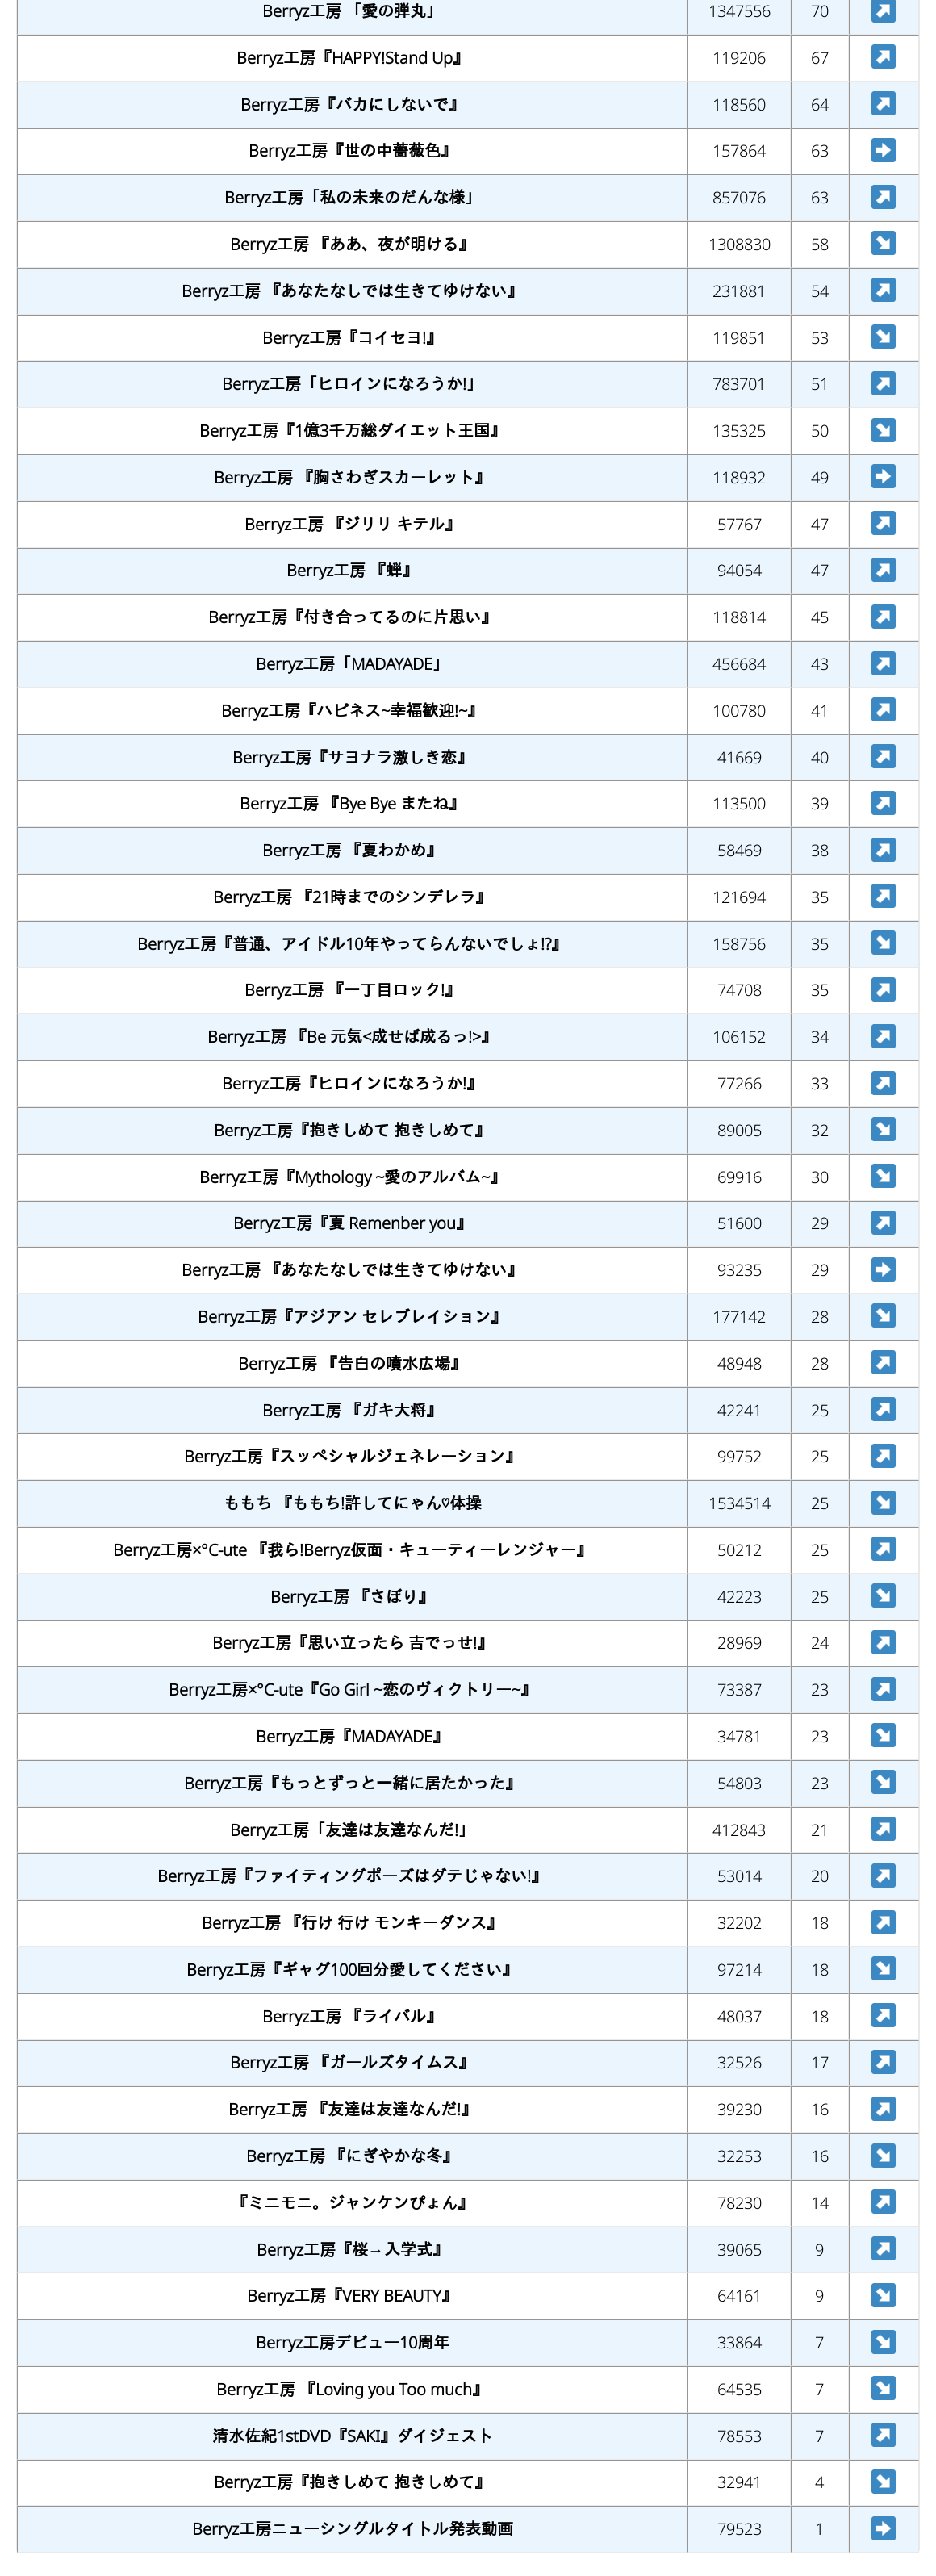 Berryz工房 「愛の弾丸」 1347556 70 ↗
Berryz工房『HAPPY!Stand Up』 119206 67 ↗
Berryz工房『バカにしないで』 118560 64 ↗
Berryz工房『世の中薔薇色』 157864 63 ➡
Berryz工房「私の未来のだんな様」 857076 63 ↗
Berryz工房 『ああ、夜が明ける』 1308830 58 ↘
Berryz工房 『あなたなしでは生きてゆけない』 231881 54 ↗
Berryz工房『コイセヨ!』 119851 53 ↘
Berryz工房「ヒロインになろうか!」 783701 51 ↗
Berryz工房『1億3千万総ダイエット王国』 135325 50 ↘
Berryz工房 『胸さわぎスカーレット』 118932 49 ➡
Berryz工房 『ジリリ キテル』 57767 47 ↗
Berryz工房 『蝉』 94054 47 ↗
Berryz工房『付き合ってるのに片思い』 118814 45 ↗
Berryz工房「MADAYADE」 456684 43 ↗
Berryz工房『ハピネス~幸福歓迎!~』 100780 41 ↗
Berryz工房『サヨナラ激しき恋』 41669 40 ↗
Berryz工房 『Bye Bye またね』 113500 39 ↗
Berryz工房 『夏わかめ』 58469 38 ↗
Berryz工房 『21時までのシンデレラ』 121694 35 ↗
Berryz工房『普通、アイドル10年やってらんないでしょ!?』 158756 35 ↘
Berryz工房 『一丁目ロック!』 74708 35 ↗
Berryz工房 『Be 元気<成せば成るっ!>』 106152 34 ↗
Berryz工房『ヒロインになろうか!』 77266 33 ↗
Berryz工房『抱きしめて 抱きしめて』 89005 32 ↘
Berryz工房『Mythology ~愛のアルバム~』 69916 30 ↘
Berryz工房『夏 Remenber you』 51600 29 ↗
Berryz工房 『あなたなしでは生きてゆけない』 93235 29 ➡
Berryz工房『アジアン セレブレイション』 177142 28 ↘
Berryz工房 『告白の噴水広場』 48948 28 ↗
Berryz工房 『ガキ大将』 42241 25 ↗
Berryz工房『スッペシャルジェネレーション』 99752 25 ↗
ももち 『ももち!許してにゃん♡体操 1534514 25 ↘
Berryz工房×°C-ute 『我ら!Berryz仮面・キューティーレンジャー』 50212 25 ↗
Berryz工房 『さぼり』 42223 25 ↘
Berryz工房『思い立ったら 吉でっせ!』 28969 24 ↗
Berryz工房×°C-ute『Go Girl ~恋のヴィクトリー~』 73387 23 ↗
Berryz工房『MADAYADE』 34781 23 ↘
Berryz工房『もっとずっと一緒に居たかった』 54803 23 ↘
Berryz工房「友達は友達なんだ!」 412843 21 ↗
Berryz工房『ファイティングポーズはダテじゃない!』 53014 20 ↗
Berryz工房 『行け 行け モンキーダンス』 32202 18 ↗
Berryz工房『ギャグ100回分愛してください』 97214 18 ↘
Berryz工房 『ライバル』 48037 18 ↗
Berryz工房 『ガールズタイムス』 32526 17 ↗
Berryz工房 『友達は友達なんだ!』 39230 16 ↗
Berryz工房 『にぎやかな冬』 32253 16 ↘
『ミニモニ。ジャンケンぴょん』 78230 14 ↗
Berryz工房『桜→入学式』 39065 9 ↗
Berryz工房『VERY BEAUTY』 64161 9 ↘
Berryz工房デビュー10周年 33864 7 ↘
Berryz工房 『Loving you Too much』 64535 7 ↘
清水佐紀1stDVD『SAKI』ダイジェスト 78553 7 ↗
Berryz工房『抱きしめて 抱きしめて』 32941 4 ↘
Berryz工房ニューシングルタイトル発表動画 79523 1 ➡